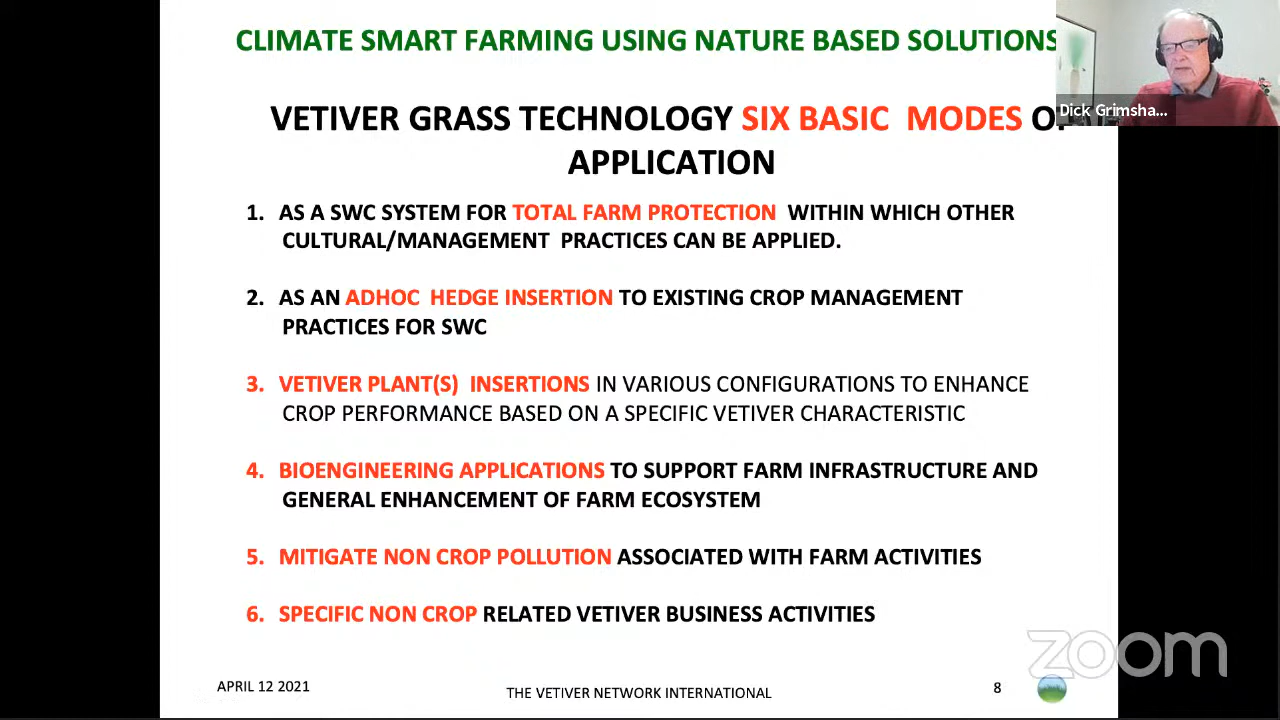 CLIMATE SMART FARMING USING NATURE BASED SOLUTIONS
Dick Grimsha...
VETIVER GRASS TECHNOLOGY SIX BASIC MODES OF
APPLICATION
1. AS A SWC SYSTEM FOR TOTAL FARM PROTECTION WITHIN WHICH OTHER
CULTURAL/MANAGEMENT PRACTICES CAN BE APPLIED.
2. AS AN ADHOC HEDGE INSERTION TO EXISTING CROP MANAGEMENT
PRACTICES FOR SWC
3. VETIVER PLANT(S) INSERTIONS IN VARIOUS CONFIGURATIONS TO ENHANCE
CROP PERFORMANCE BASED ON A SPECIFIC VETIVER CHARACTERISTIC
4. BIOENGINEERING APPLICATIONS TO SUPPORT FARM INFRASTRUCTURE AND
GENERAL ENHANCEMENT OF FARM ECOSYSTEM
5. MITIGATE NON CROP POLLUTION ASSOCIATED WITH FARM ACTIVITIES
6. SPECIFIC NON CROP RELATED VETIVER BUSINESS ACTIVITIES
zoom
APRIL 12 2021
THE VETIVER NETWORK INTERNATIONAL
8